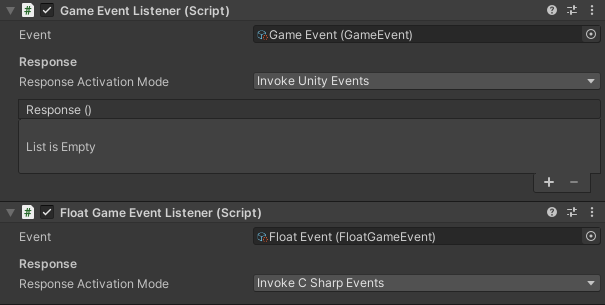 Game Event Listener (Script)
Event Game Event (GameEvent)
Response
Response Activation Mode Invoke Unity Events
Response ()
List is Empty
Float Game Event Listener (Script)
Event Float Event (FloatGameEvent)
Response
Response Activation Mode Invoke C Sharp Events